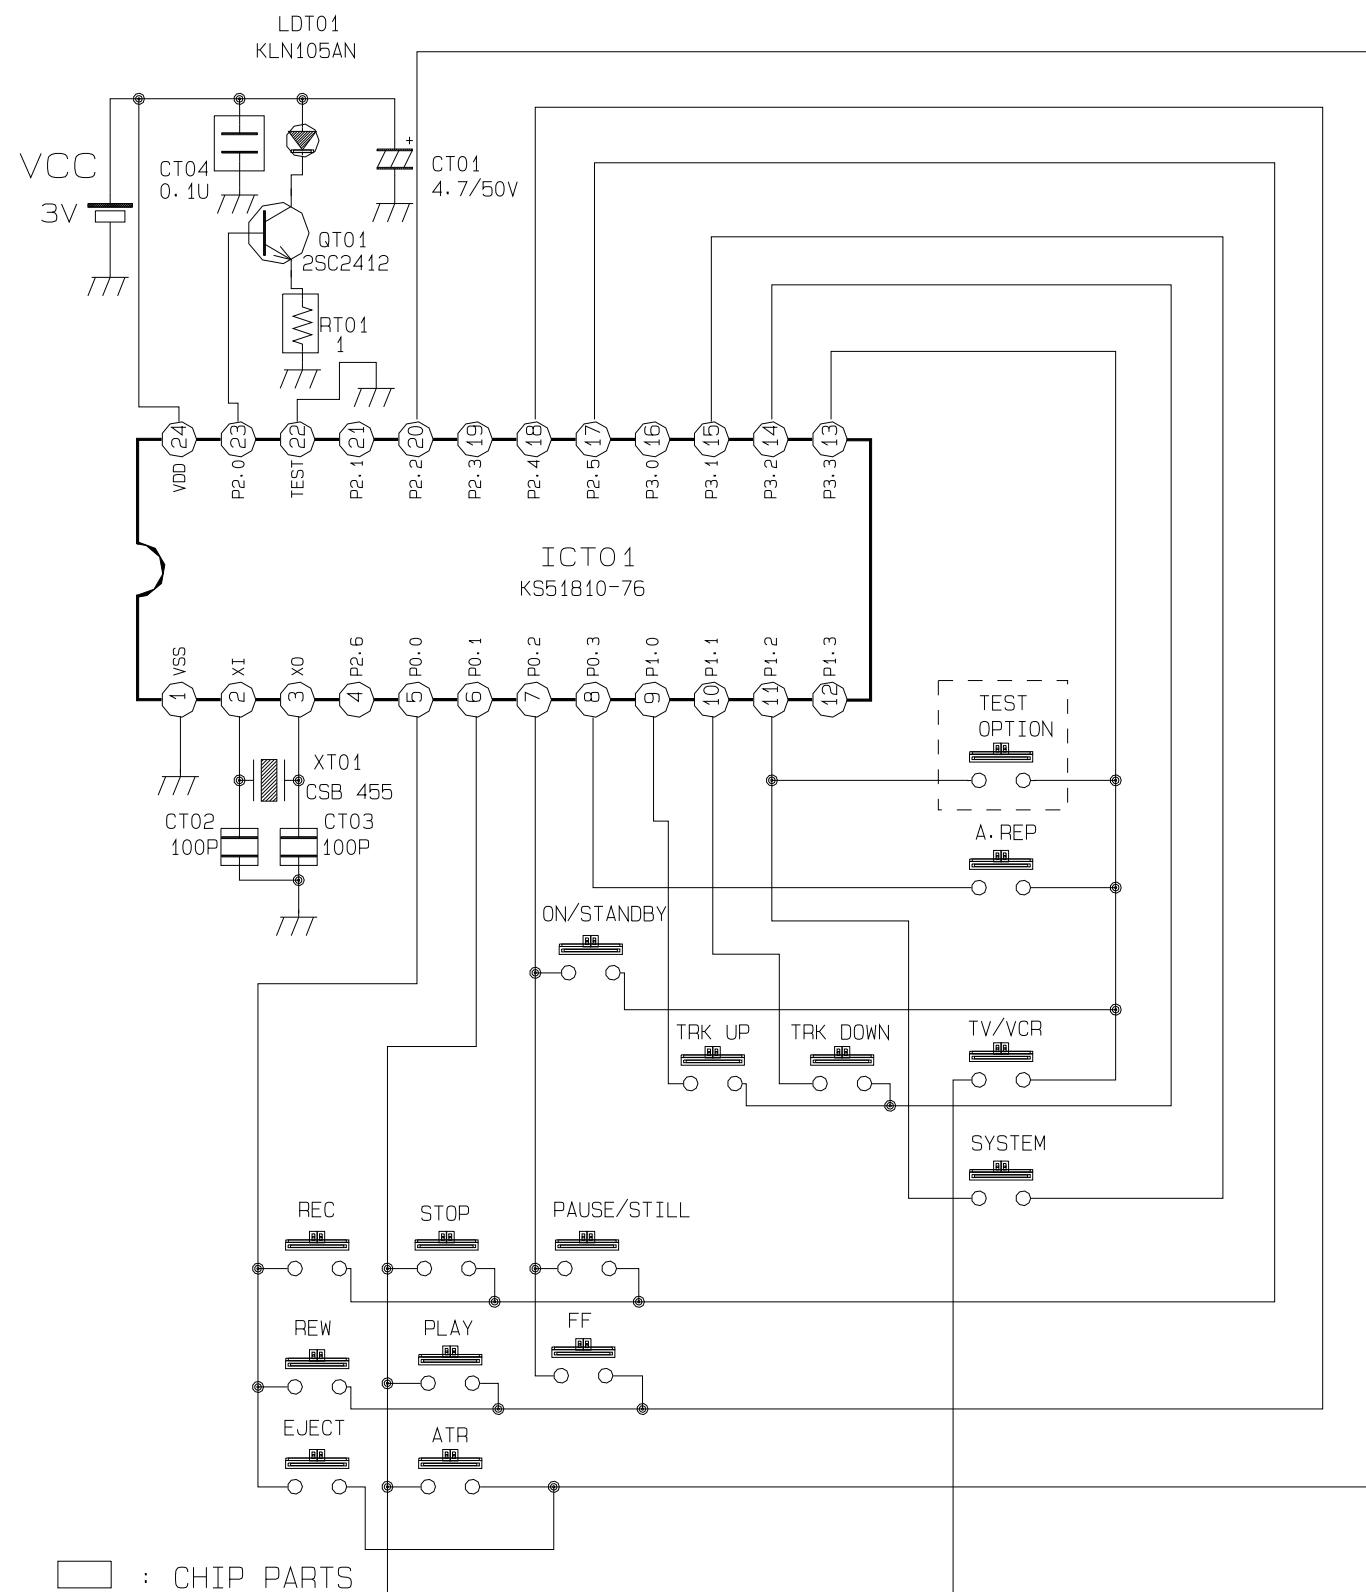 LDT01
KLN105AN
VCC
3V
CT04
0.1U
+
CT01
4.7/50V
QT01
2SC2412
RT01
1
24 23 22 21 20 19 18 17 16 15 14 13
VDD P2.0 TEST P2.1 P2.2 P2.3 P2.4 P2.5 P3.0 P3.1 P3.2 P3.3
ICT01
KS51810-76
VSS XI XO P2.6 P0.0 P0.1 P0.2 P0.3 P1.0 P1.1 P1.2 P1.3
1 2 3 4 5 6 7 8 9 10 11 12
TEST
OPTION
XT01
CSB 455
CT02
100P
CT03
100P
A.REP
ON/STANDBY
TRK UP
TRK DOWN
TV/VCR
SYSTEM
REC
STOP
PAUSE/STILL
REW
PLAY
FF
EJECT
ATR
: CHIP PARTS